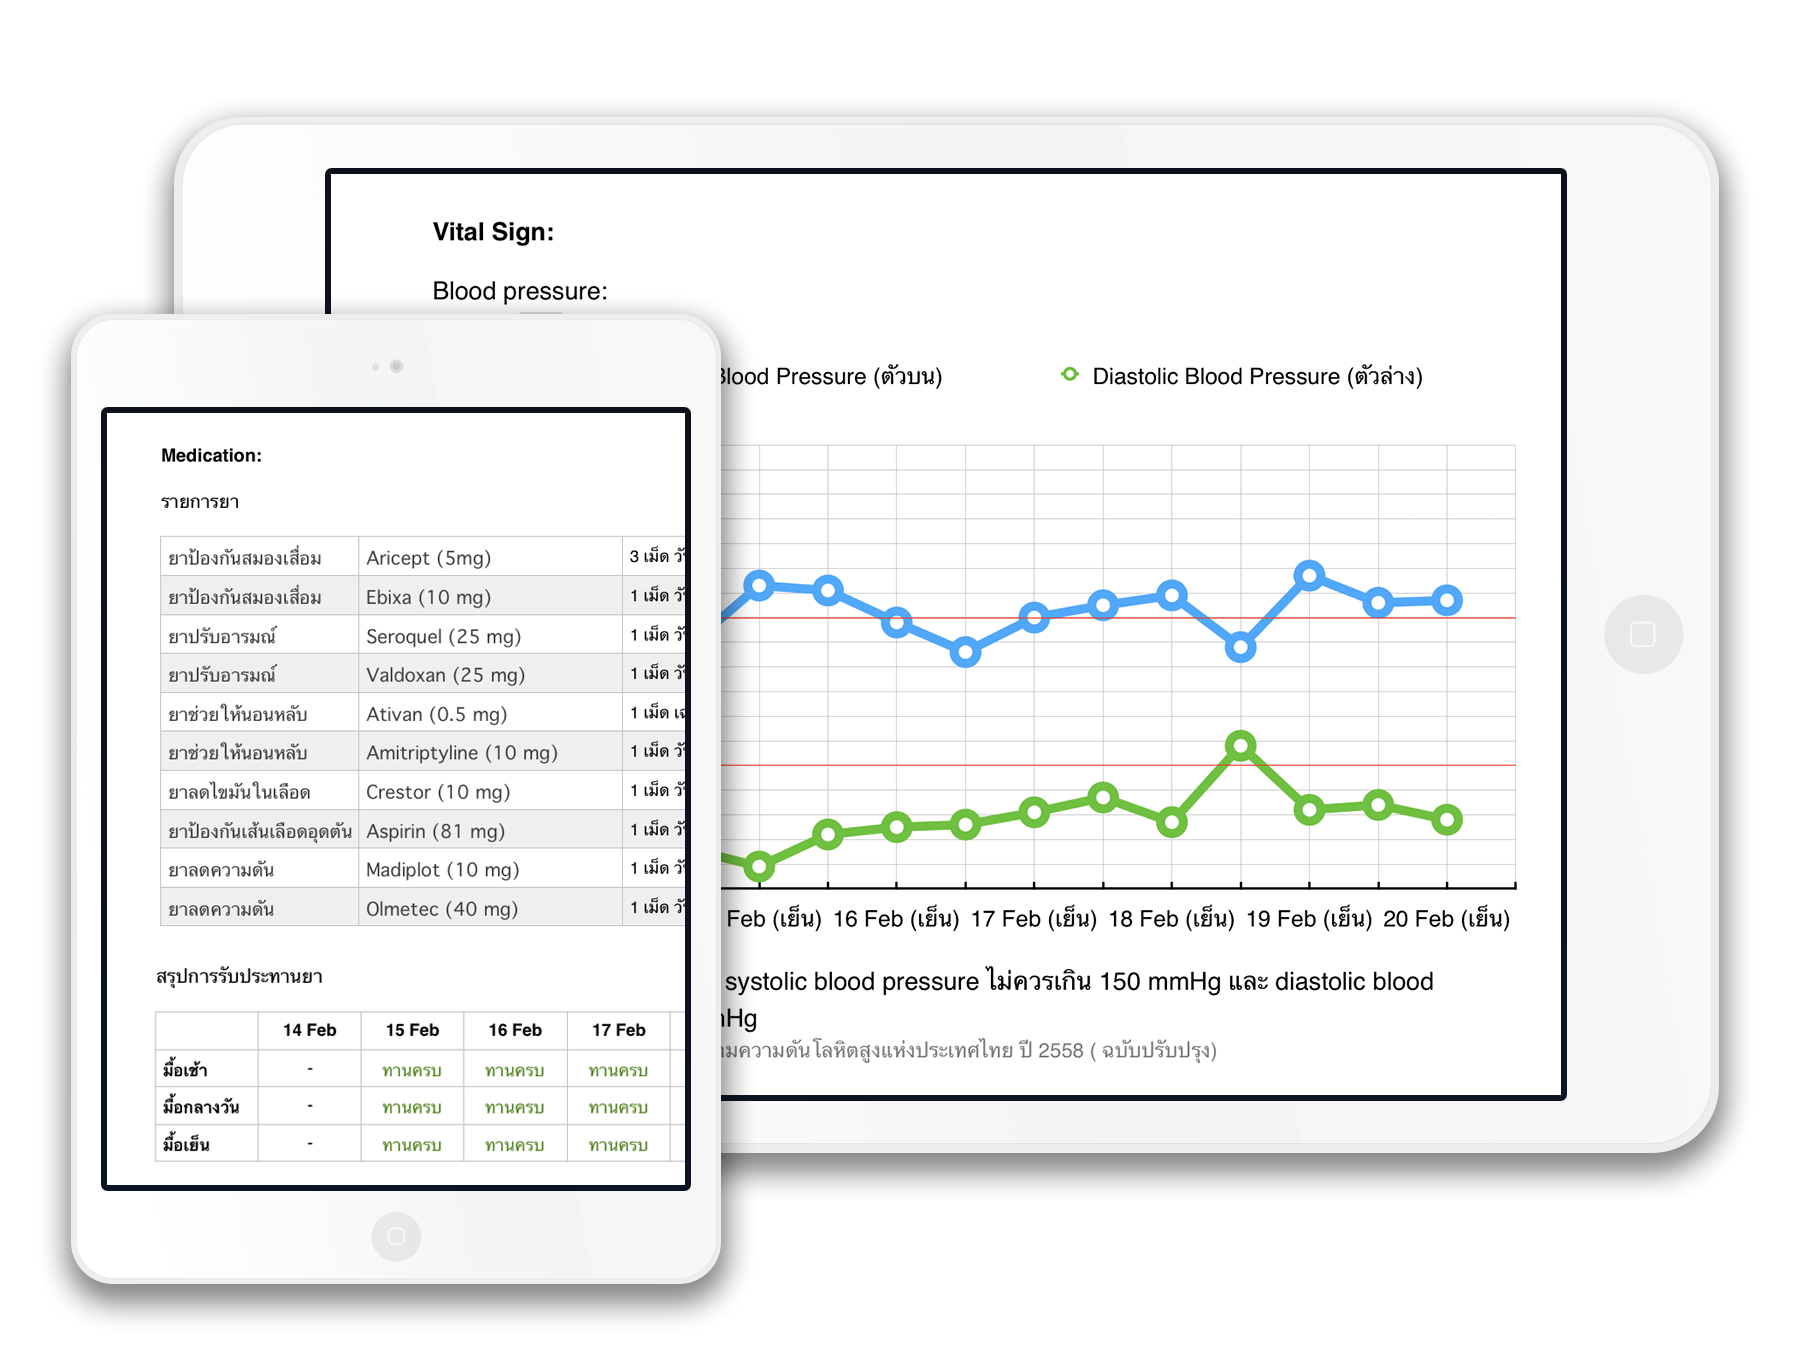 Vital Sign:
Blood pressure:
Blood Pressure (ตัวบน)
Diastolic Blood Pressure (ตัวล่าง)
Feb (เย็น) 16 Feb (เย็น) 17 Feb (เย็น) 18 Feb (เย็น) 19 Feb (เย็น) 20 Feb (เย็น)
systolic blood pressure ไม่ควรเกิน 150 mmHg และ diastolic blood
mHg
ความดันโลหิตสูงแห่งประเทศไทย ปี 2558 ( ฉบับปรับปรุง)
Medication:
รายการยา
ยาป้องกันสมองเสื่อม Aricept (5mg) 3 เม็ด
ยาป้องกันสมองเสื่อม Ebixa (10 mg) 1 เม็ด
ยาปรับอารมณ์ Seroquel (25 mg) 1 เม็ด
ยาปรับอารมณ์ Valdoxan (25 mg) 1 เม็ด
ยาช่วยให้นอนหลับ Ativan (0.5 mg) 1 เม็ด
ยาช่วยให้นอนหลับ Amitriptyline (10 mg) 1 เม็ด
ยาลดไขมันในเลือด Crestor (10 mg) 1 เม็ด
ยาป้องกันเส้นเลือดอุดตัน Aspirin (81 mg) 1 เม็ด
ยาลดความดัน Madiplot (10 mg) 1 เม็ด
ยาลดความดัน Olmetec (40 mg) 1 เม็ด
สรุปการรับประทานยา
14 Feb 15 Feb 16 Feb 17 Feb
มื้อเช้า - ทานครบ ทานครบ ทานครบ
มื้อกลางวัน - ทานครบ ทานครบ ทานครบ
มื้อเย็น - ทานครบ ทานครบ ทานครบ